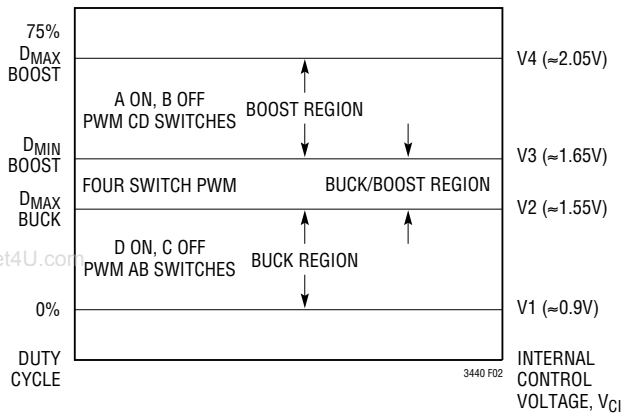 75%
DMAX
BOOST
V4 (≈2.05V)
A ON, B OFF
PWM CD SWITCHES
BOOST REGION
DMIN
BOOST
V3 (≈1.65V)
FOUR SWITCH PWM
BUCK/BOOST REGION
DMAX
BUCK
V2 (≈1.55V)
D ON, C OFF
PWM AB SWITCHES
BUCK REGION
et4U.com
0%
V1 (≈0.9V)
DUTY
CYCLE
3440 F02
INTERNAL
CONTROL
VOLTAGE, VCI